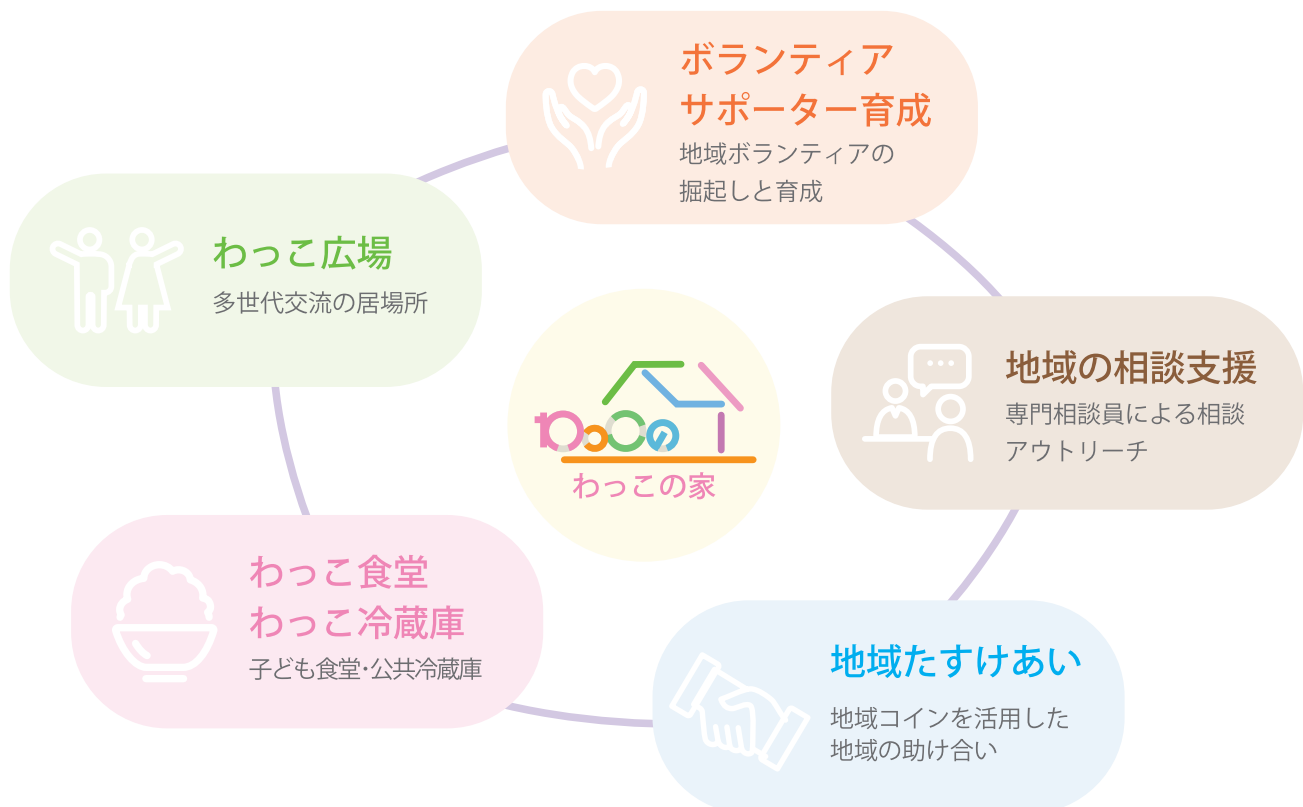 ボランティア
サポーター育成
地域ボランティアの
掘起しと育成
わっこ広場
多世代交流の居場所
地域の相談支援
専門相談員による相談
アウトリーチ
わっこの家
わっこ食堂
わっこ冷蔵庫
子ども食堂・公共冷蔵庫
地域たすけあい
地域コインを活用した
地域の助け合い